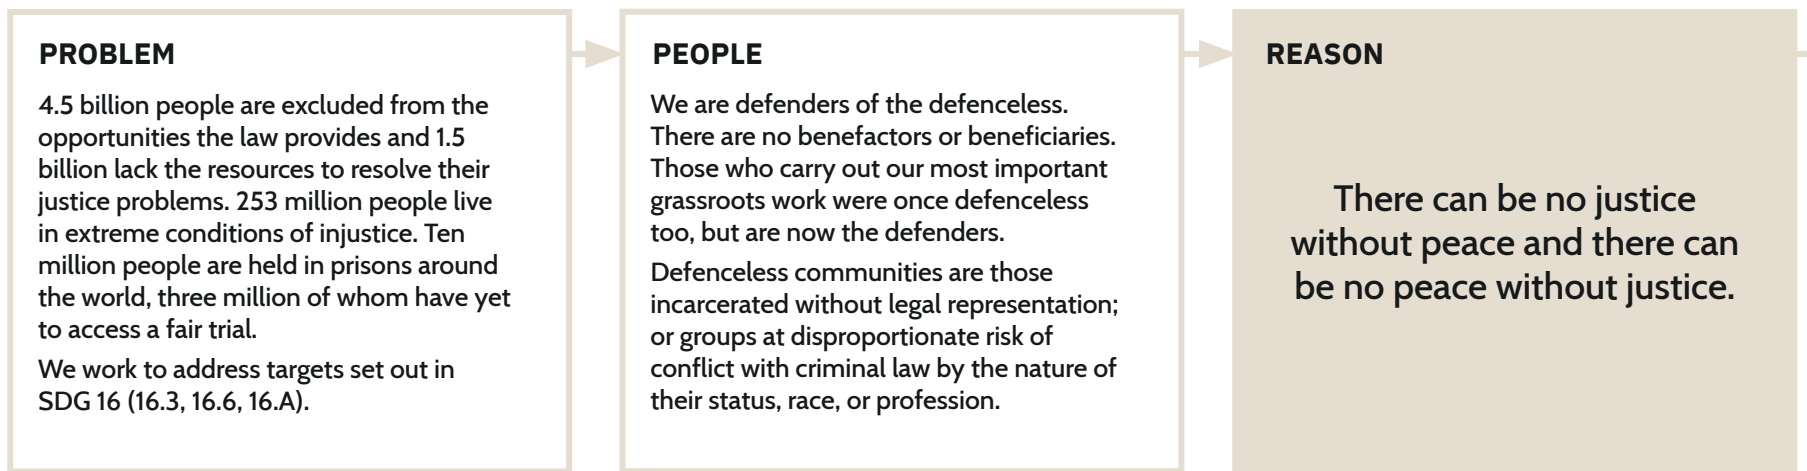 PROBLEM
4.5 billion people are excluded from the
opportunities the law provides and 1.5
billion lack the resources to resolve their
justice problems. 253 million people live
in extreme conditions of injustice. Ten
million people are held in prisons around
the world, three million of whom have yet
to access a fair trial.
We work to address targets set out in
SDG 16 (16.3, 16.6, 16.A).
PEOPLE
We are defenders of the defenceless.
There are no benefactors or beneficiaries.
Those who carry out our most important
grassroots work were once defenceless
too, but are now the defenders.
Defenceless communities are those
incarcerated without legal representation;
or groups at disproportionate risk of
conflict with criminal law by the nature of
their status, race, or profession.
REASON
There can be no justice
without peace and there can
be no peace without justice.